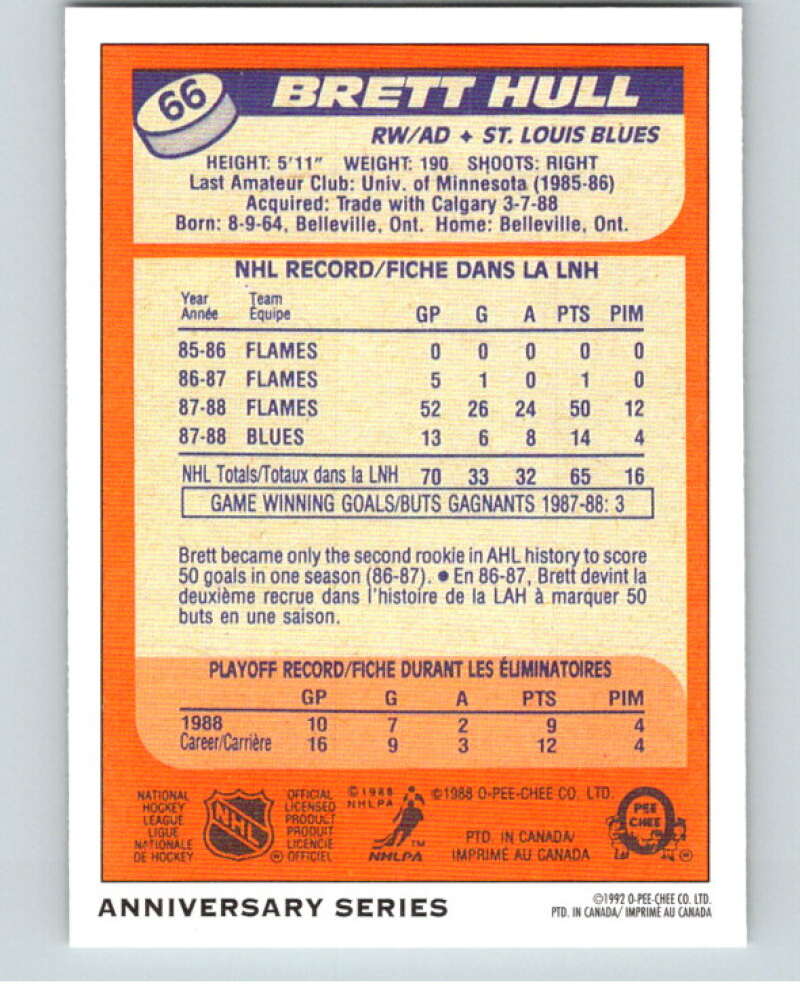 66
BRETT HULL
RW/AD + ST. LOUIS BLUES
HEIGHT: 5'11" WEIGHT: 190 SHOOTS: RIGHT
Last Amateur Club: Univ. of Minnesota (1985-86)
Acquired: Trade with Calgary 3-7-88
Born: 8-9-64, Belleville, Ont. Home: Belleville, Ont.
NHL RECORD/FICHE DANS LA LNH
Year Team
Année Équipe GP G A PTS PIM
85-86 FLAMES 0 0 0 0 0
86-87 FLAMES 5 1 0 1 0
87-88 FLAMES 52 26 24 50 12
87-88 BLUES 13 6 8 14 4
NHL Totals/Totaux dans la LNH 70 33 32 65 16
GAME WINNING GOALS/BUTS GAGNANTS 1987-88: 3
Brett became only the second rookie in AHL history to score
50 goals in one season (86-87). ● En 86-87, Brett devint la
deuxième recrue dans l'histoire de la LAH à marquer 50
buts en une saison.
PLAYOFF RECORD/FICHE DURANT LES ÉLIMINATOIRES
GP G A PTS PIM
1988 10 7 2 9 4
Career/Carrière 16 9 3 12 4
NATIONAL
HOCKEY
LEAGUE
LIGUE
NATIONALE
DE HOCKEY
NHL
OFFICIAL
LICENSED
PRODUCT
PRODUIT
LICENCIÉ
® OFFICIEL
©1988
NHLPA
™
NHLPA
©1988 O-PEE-CHEE CO. LTD.
PTD. IN CANADA/
IMPRIMÉ AU CANADA
PEE
CHEE
®
ANNIVERSARY SERIES
©1992 O-PEE-CHEE CO. LTD.
PTD. IN CANADA/ IMPRIMÉ AU CANADA